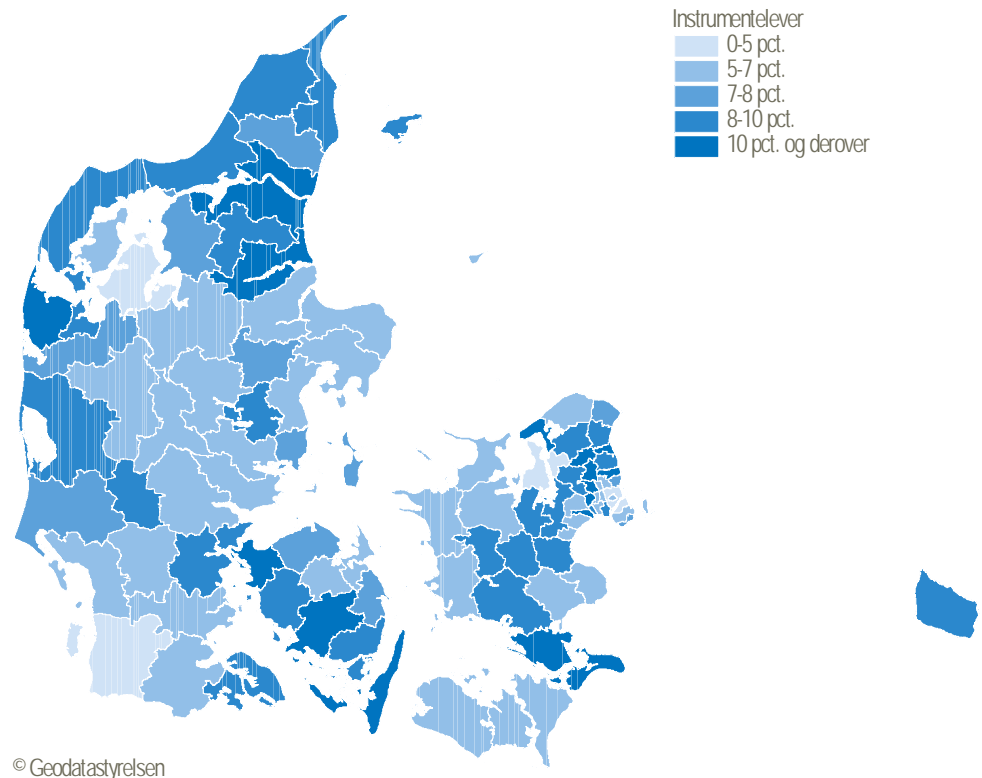 Instrumentelever
0-5 pct.
5-7 pct.
7-8 pct.
8-10 pct.
10 pct. og derover
© Geodatastyrelsen